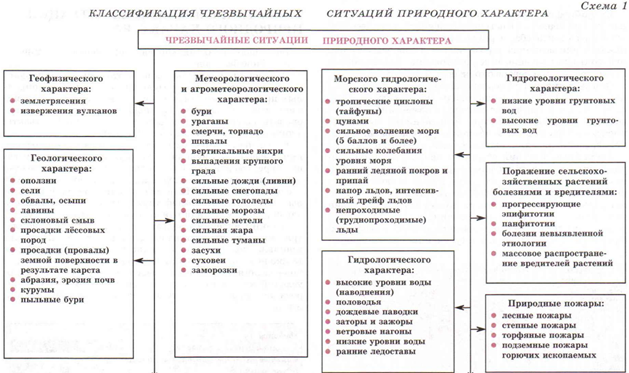 Схема 1
КЛАССИФИКАЦИЯ ЧРЕЗВЫЧАЙНЫХ СИТУАЦИЙ ПРИРОДНОГО ХАРАКТЕРА
ЧРЕЗВЫЧАЙНЫЕ СИТУАЦИИ ПРИРОДНОГО ХАРАКТЕРА
Геофизического
характера:
землетрясения
извержения вулканов
Геологического
характера:
оползни
сели
обвалы, осыпи
лавины
склоновый смыв
просадки лёссовых
пород
просадки (провалы)
земной поверхности в
результате карста
абразия, эрозия почв
курумы
пыльные бури
Метеорологического
и агрометеорологического
характера:
бури
ураганы
смерчи, торнадо
шквалы
вертикальные вихри
выпадения крупного
града
сильные дожди (ливни)
сильные снегопады
сильные гололеды
сильные морозы
сильные метели
сильная жара
сильные туманы
засухи
суховеи
заморозки
Морского гидрологиче-
ского характера:
тропические циклоны
(тайфуны)
цунами
сильное волнение моря
(5 баллов и более)
сильные колебания
уровня моря
ранний ледяной покров и
припай
напор льдов, интенсив-
ный дрейф льдов
непроходимые
(труднопроходимые)
льды
Гидрологического
характера:
высокие уровни воды
(наводнения)
половодья
дождевые паводки
заторы и зажоры
ветровые нагоны
низкие уровни воды
ранние ледоставы
Гидрогеологического
характера:
низкие уровни грунтовых
вод
высокие уровни грунто-
вых вод
Поражение сельскохо-
зяйственных растений
болезнями и вредителями:
прогрессирующие
эпифитотии
панфитотии
болезни невыявленной
этиологии
массовое распростране-
ние вредителей растений
Природные пожары:
лесные пожары
степные пожары
торфяные пожары
подземные пожары
горючих ископаемых